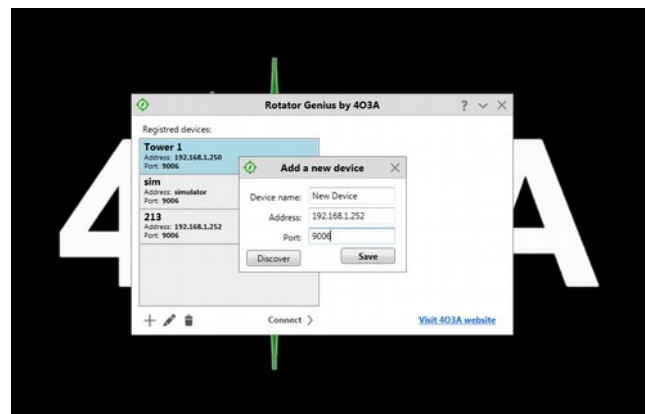 4 A
Rotator Genius by 4O3A ?
Registred devices:
Tower 1
Address: 192.168.1.250
Port: 9006
sim
Address: simulator
Port: 9006
213
Address: 192.168.1.252
Port: 9006
Add a new device
Device name: New Device
Address: 192.168.1.252
Port: 9006
Discover Save
Connect >
Visit 4O3A website